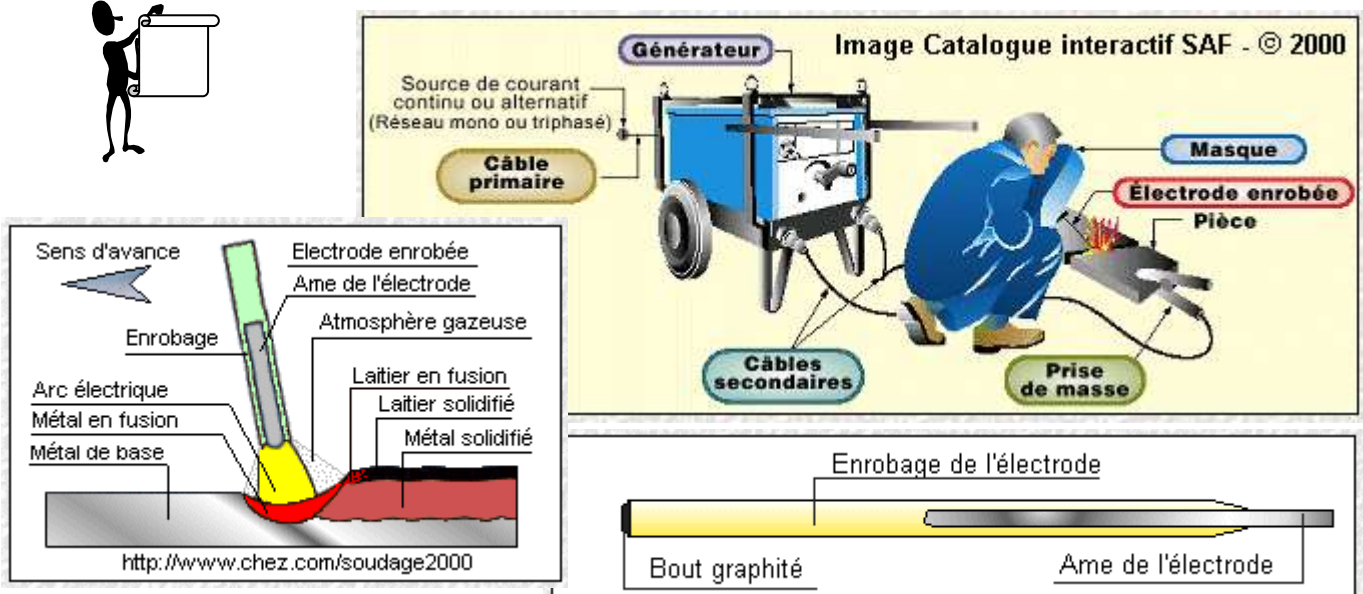 Image Catalogue interactif SAF - © 2000
Générateur
Source de courant
continu ou alternatif
(Réseau mono ou triphasé)
Câble
primaire
Masque
Électrode enrobée
Pièce
Câbles
secondaires
Prise
de masse
Sens d'avance
Electrode enrobée
Ame de l'électrode
Atmosphère gazeuse
Enrobage
Laitier en fusion
Arc électrique
Laitier solidifié
Métal en fusion
Métal solidifié
Métal de base
http://www.chez.com/soudage2000
Enrobage de l'électrode
Bout graphité
Ame de l'électrode